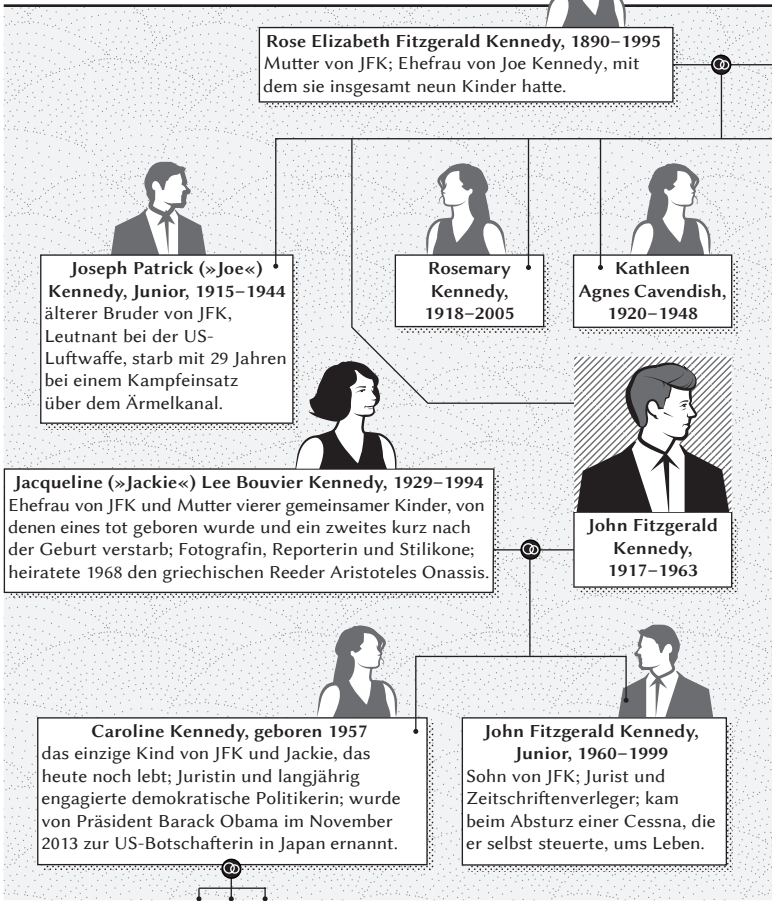 Rose Elizabeth Fitzgerald Kennedy, 1890–1995
Mutter von JFK; Ehefrau von Joe Kennedy, mit
dem sie insgesamt neun Kinder hatte.
Joseph Patrick (»Joe«)
Kennedy, Junior, 1915–1944
älterer Bruder von JFK,
Leutnant bei der US-
Luftwaffe, starb mit 29 Jahren
bei einem Kampfeinsatz
über dem Ärmelkanal.
Rosemary
Kennedy,
1918–2005
Kathleen
Agnes Cavendish,
1920–1948
Jacqueline (»Jackie«) Lee Bouvier Kennedy, 1929–1994
Ehefrau von JFK und Mutter vierer gemeinsamer Kinder, von
denen eines tot geboren wurde und ein zweites kurz nach
der Geburt verstarb; Fotografin, Reporterin und Stilikone;
heiratete 1968 den griechischen Reeder Aristoteles Onassis.
John Fitzgerald
Kennedy,
1917–1963
Caroline Kennedy, geboren 1957
das einzige Kind von JFK und Jackie, das
heute noch lebt; Juristin und langjährig
engagierte demokratische Politikerin; wurde
von Präsident Barack Obama im November
2013 zur US-Botschafterin in Japan ernannt.
John Fitzgerald Kennedy,
Junior, 1960–1999
Sohn von JFK; Jurist und
Zeitschriftenverleger; kam
beim Absturz einer Cessna, die
er selbst steuerte, ums Leben.